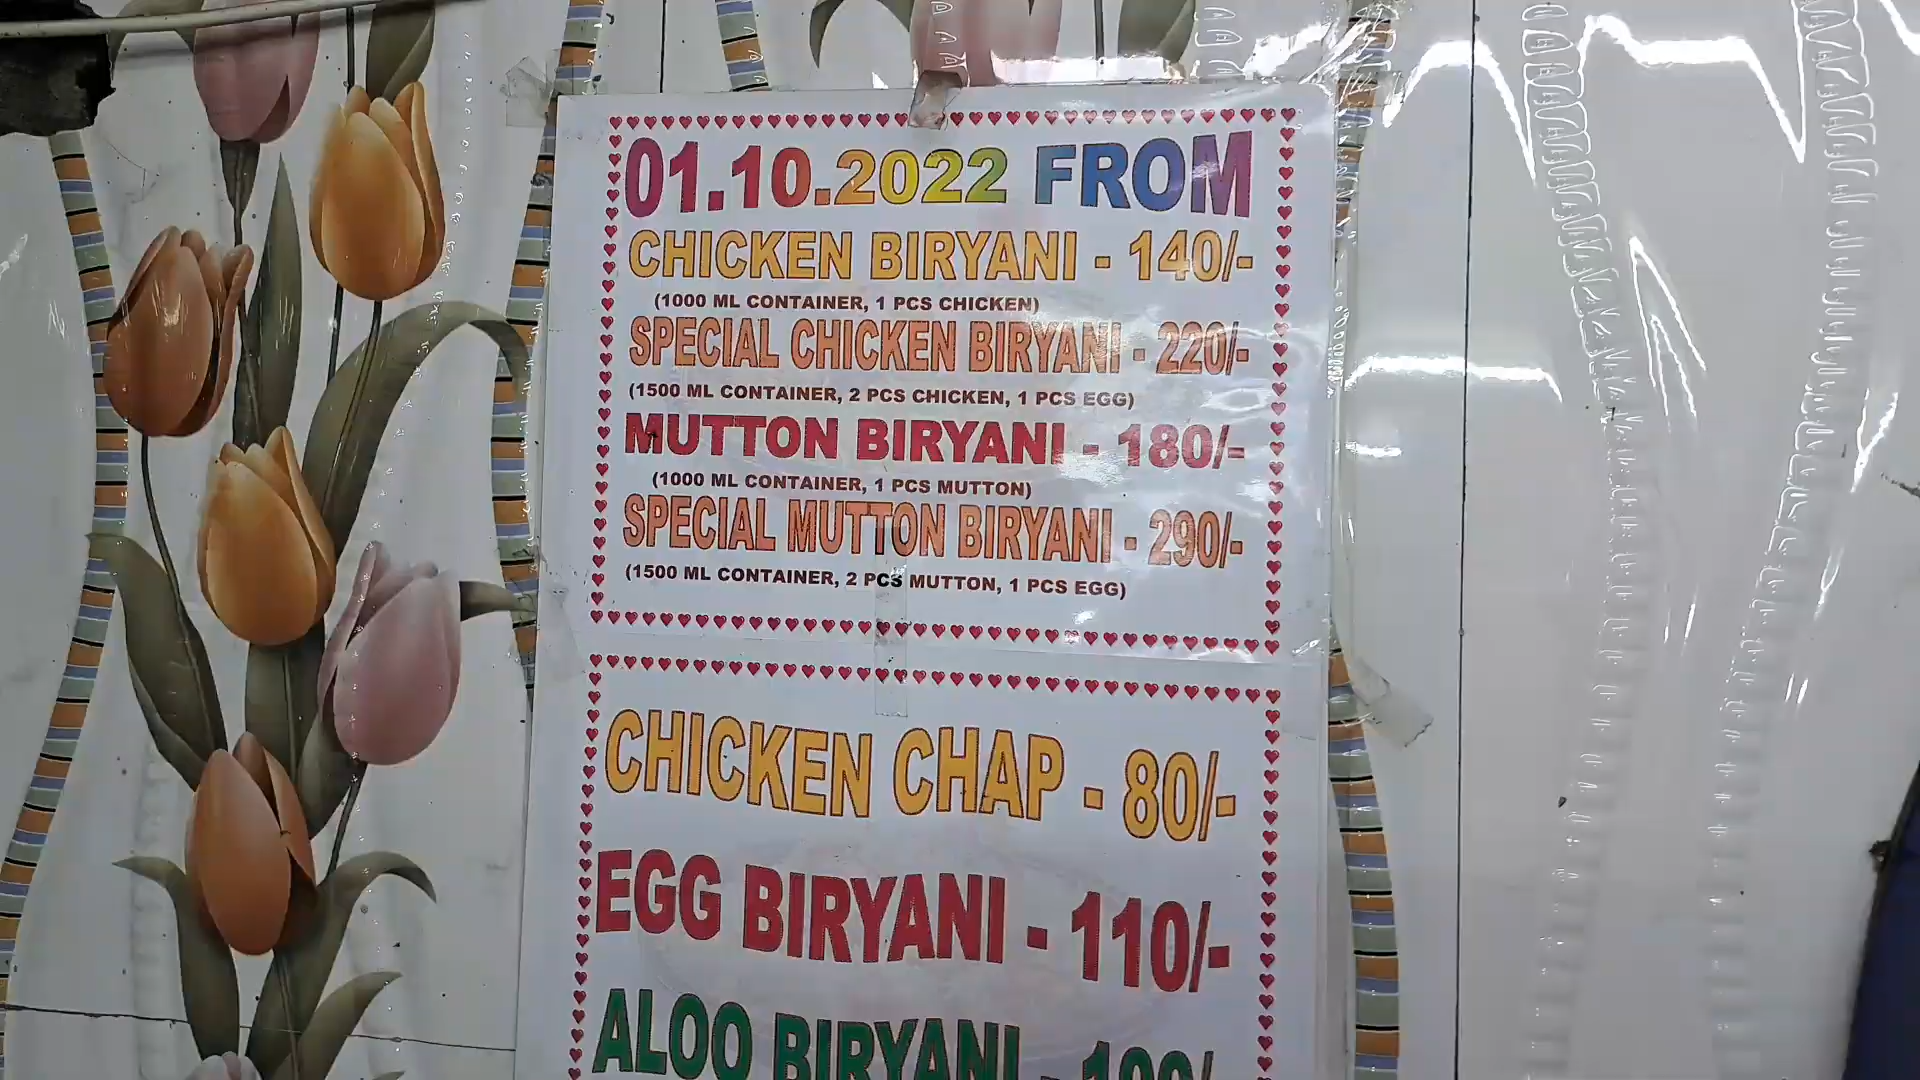 01.10.2022 FROM
CHICKEN BIRYANI - 140/-
(1000 ML CONTAINER, 1 PCS CHICKEN)
SPECIAL CHICKEN BIRYANI - 220/-
(1500 ML CONTAINER, 2 PCS CHICKEN, 1 PCS EGG)
MUTTON BIRYANI - 180/-
(1000 ML CONTAINER, 1 PCS MUTTON)
SPECIAL MUTTON BIRYANI - 290/-
(1500 ML CONTAINER, 2 PCS MUTTON, 1 PCS EGG)
CHICKEN CHAP - 80/-
EGG BIRYANI - 110/-
ALOO BIRYANI -